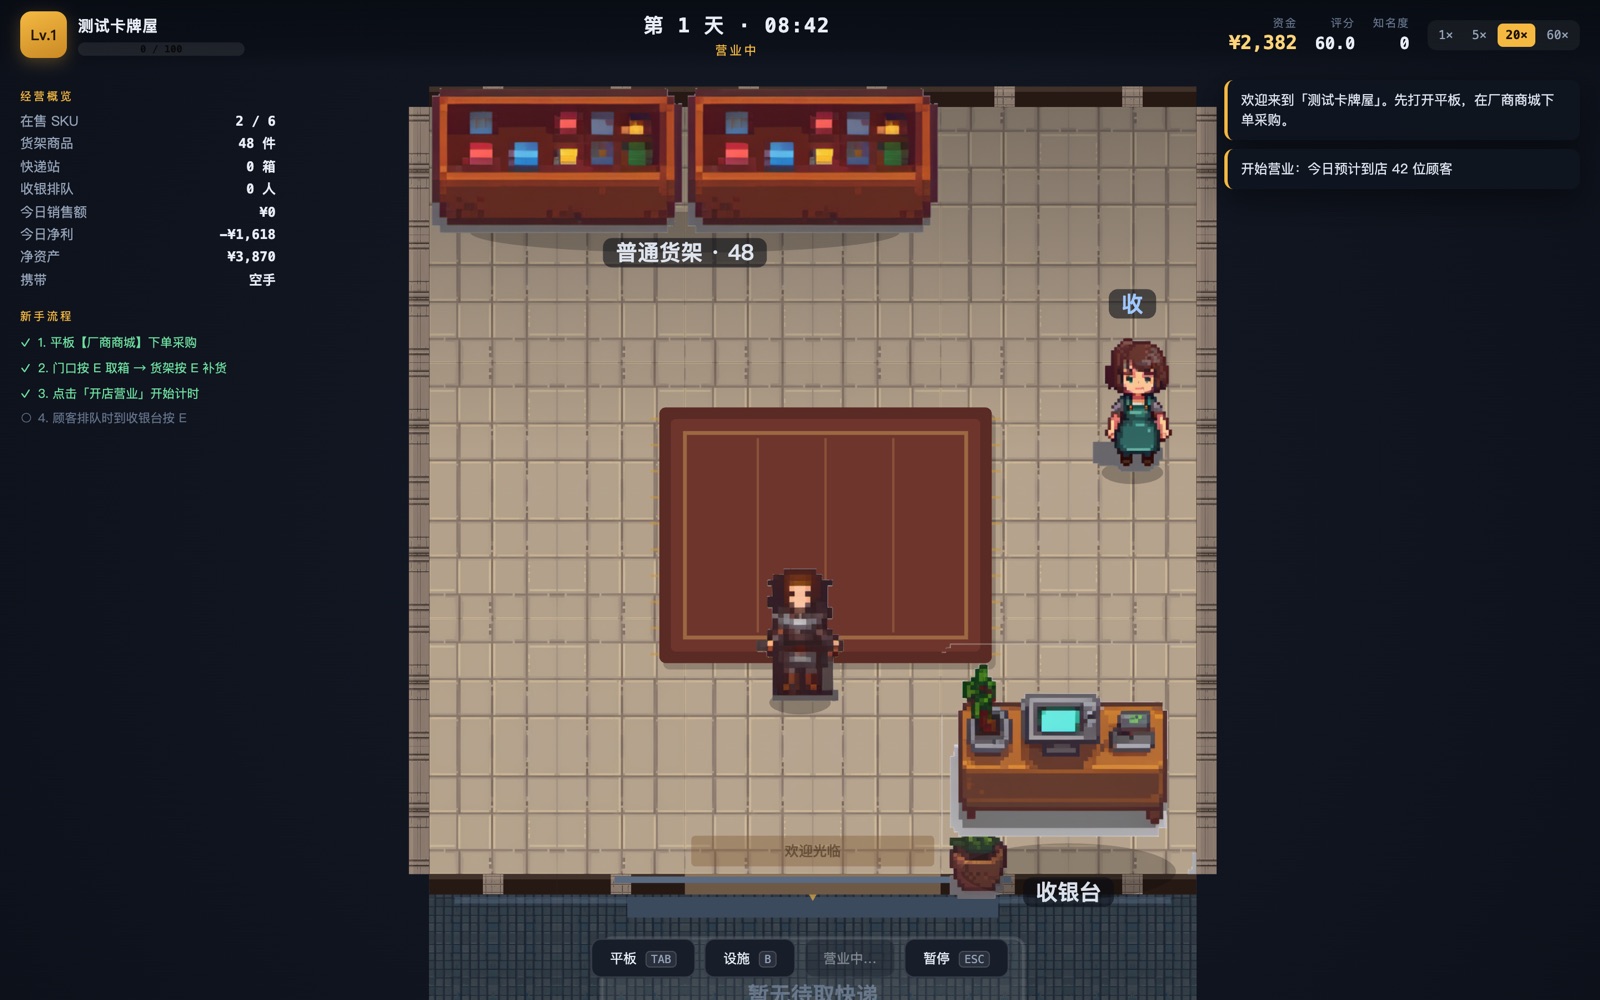 Lv.1
测试卡牌屋
0 / 100
第 1 天 · 08:42
营业中
资金
¥2,382
评分
60.0
知名度
0
1×
5×
20×
60×
经营概览
在售 SKU 2 / 6
货架商品 48 件
快递站 0 箱
收银排队 0 人
今日销售额 ¥0
今日净利 −¥1,618
净资产 ¥3,870
携带 空手
新手流程
✓ 1. 平板【厂商商城】下单采购
✓ 2. 门口按 E 取箱 → 货架按 E 补货
✓ 3. 点击「开店营业」开始计时
○ 4. 顾客排队时到收银台按 E
欢迎来到「测试卡牌屋」。先打开平板，在厂商商城下
单采购。
开始营业：今日预计到店 42 位顾客
普通货架 · 48
收
欢迎光临
收银台
平板 TAB
设施 B
营业中…
暂停 ESC
暂无待取快递